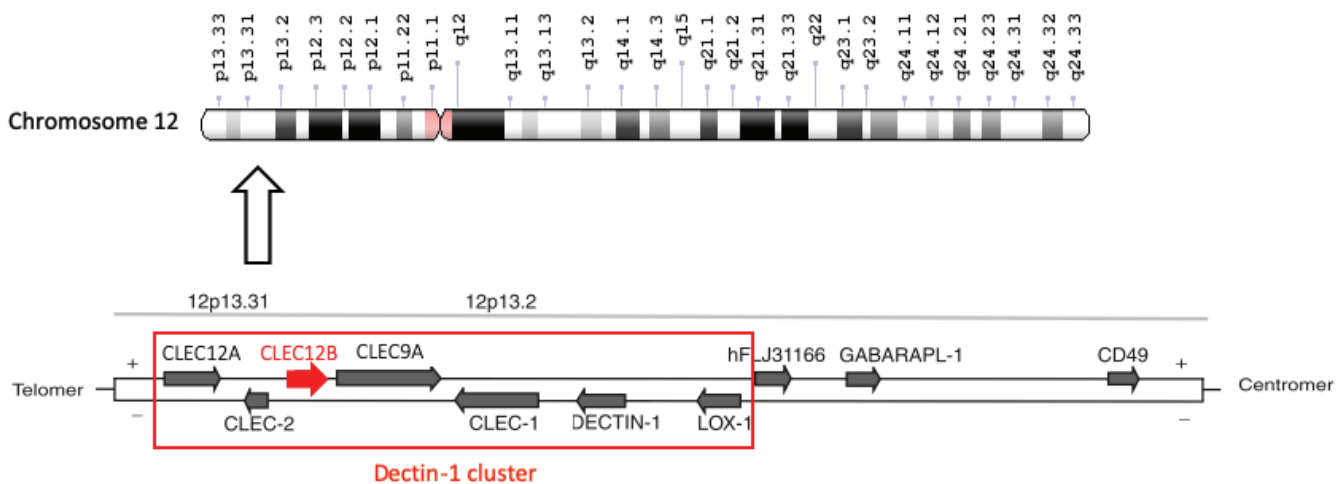 p13.33 p13.31 p13.2 p12.3 p12.2 p12.1 p11.22 p11.1 q12 q13.11 q13.13 q13.2 q14.1 q14.3 q15 q21.1 q21.2 q21.31 q21.33 q22 q23.1 q23.2 q24.11 q24.12 q24.21 q24.23 q24.31 q24.32 q24.33
Chromosome 12
12p13.31 12p13.2
CLEC12A CLEC12B CLEC9A hFLJ31166 GABARAPL-1 CD49
+ +
Telomer Centromer
– –
CLEC-2 CLEC-1 DECTIN-1 LOX-1
Dectin-1 cluster